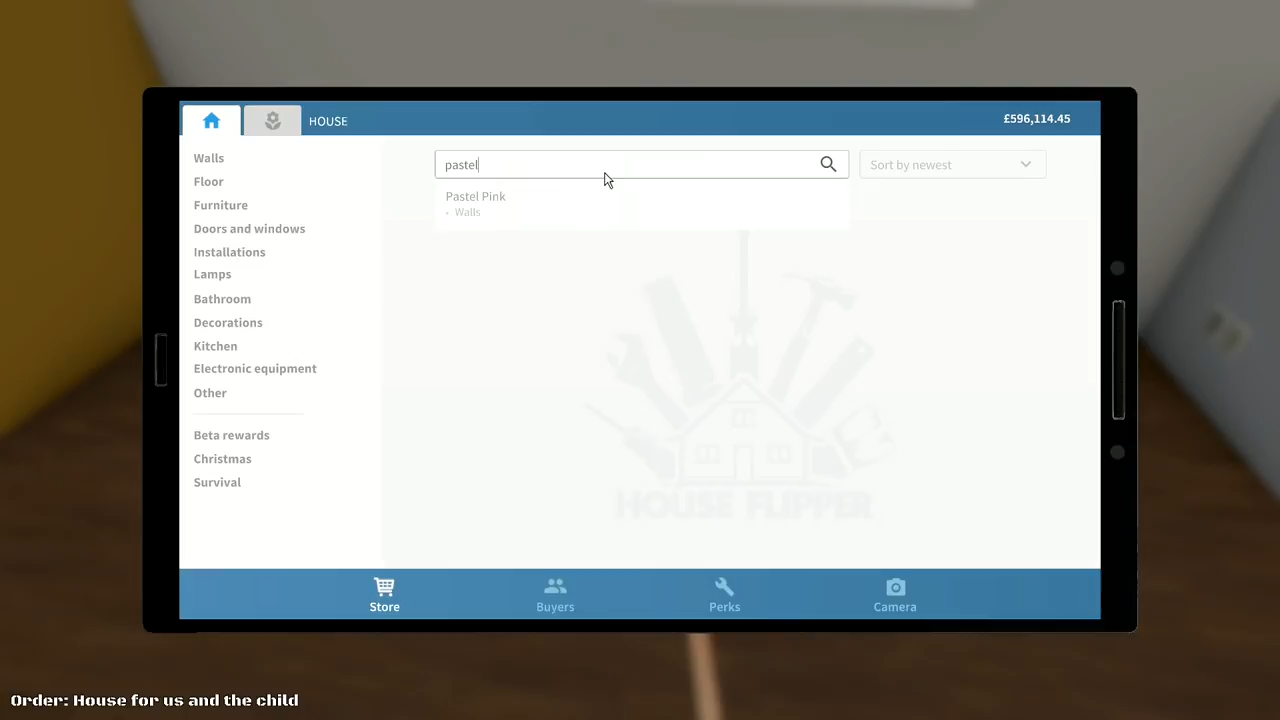 HOUSE
£596,114.45
Walls
Floor
Furniture
Doors and windows
Installations
Lamps
Bathroom
Decorations
Kitchen
Electronic equipment
Other
Beta rewards
Christmas
Survival
pastel
Sort by newest
Pastel Pink
- Walls
HOUSE FLIPPER
Store
Buyers
Perks
Camera
Order: House for us and the child